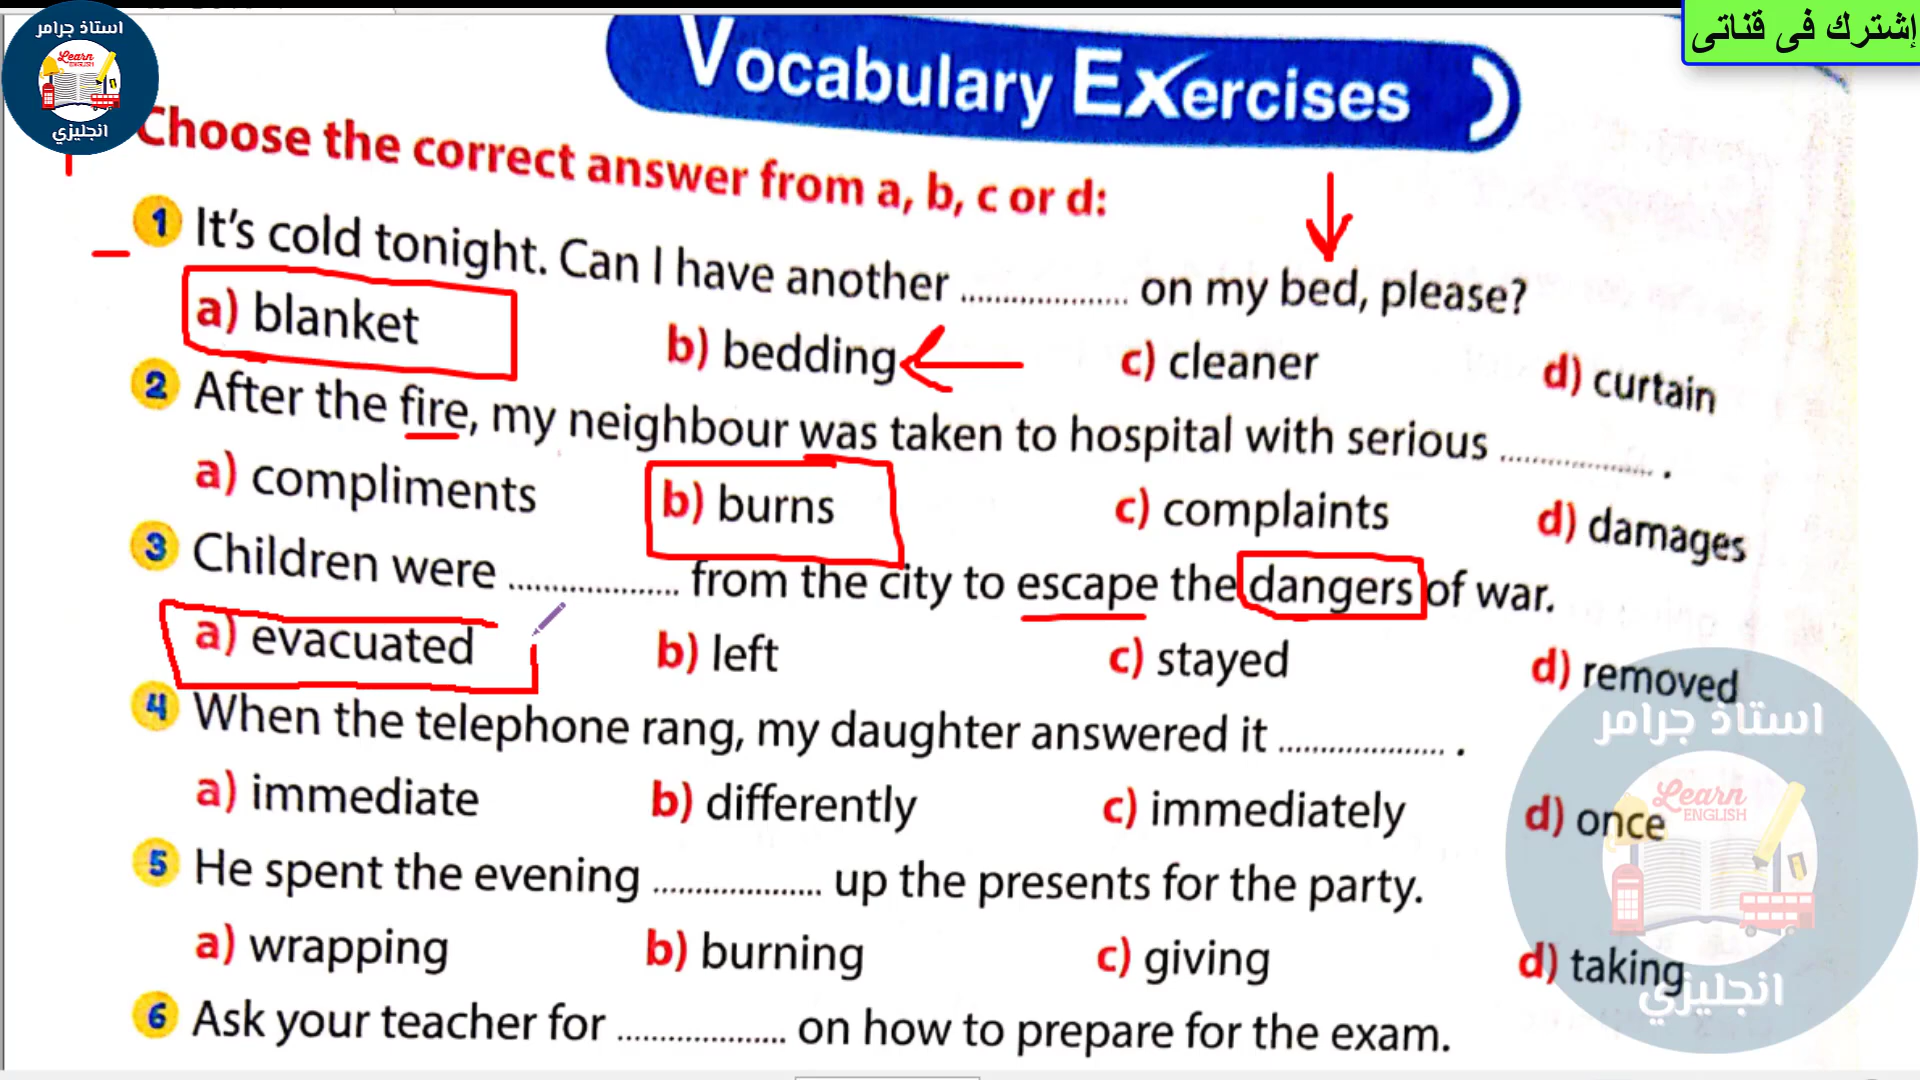 استاذ جرامر
Learn
ENGLISH
انجليزي
إشترك فى قناتى
Vocabulary Exercises
Choose the correct answer from a, b, c or d:
1 It's cold tonight. Can I have another .................... on my bed, please?
a) blanket b) bedding c) cleaner d) curtain
2 After the fire, my neighbour was taken to hospital with serious .................... .
a) compliments b) burns c) complaints d) damages
3 Children were .................... from the city to escape the dangers of war.
a) evacuated b) left c) stayed d) removed
4 When the telephone rang, my daughter answered it .................... .
a) immediate b) differently c) immediately d) once
5 He spent the evening .................... up the presents for the party.
a) wrapping b) burning c) giving d) taking
6 Ask your teacher for .................... on how to prepare for the exam.
استاذ جرامر
Learn
ENGLISH
انجليزي